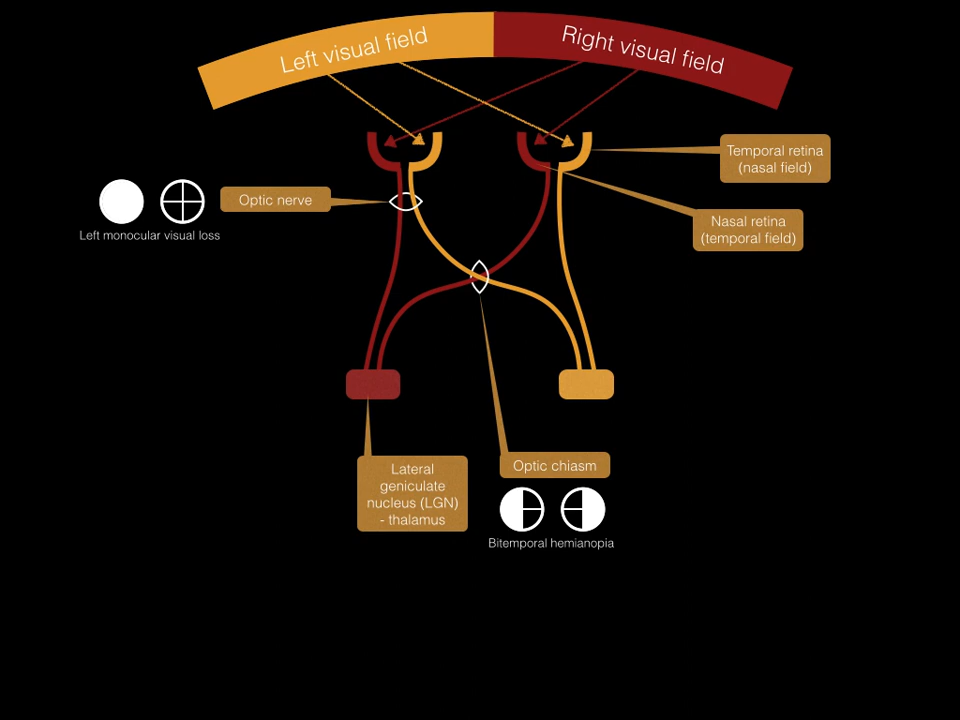 Left visual field
Right visual field
Temporal retina
(nasal field)
Optic nerve
Left monocular visual loss
Nasal retina
(temporal field)
Lateral
geniculate
nucleus (LGN)
- thalamus
Optic chiasm
Bitemporal hemianopia